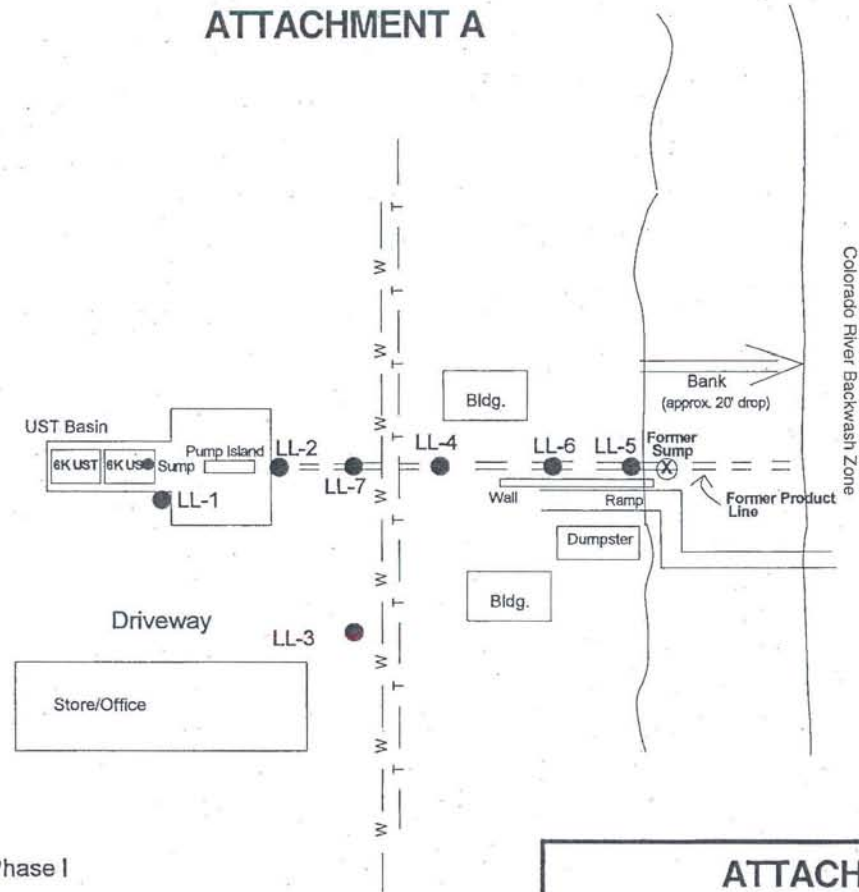 ATTACHMENT A
Colorado River Backwash Zone
T
W
T
W
T
W
Bank
(approx. 20' drop)
Bldg.
UST Basin
6K UST
6K US
Sump
Pump Island
LL-2
LL-4
LL-6
LL-5
Former
Sump
X
T
W
LL-1
LL-7
Wall
Ramp
Former Product
Line
T
W
Dumpster
T
W
Bldg.
Driveway
LL-3
T
W
Store/Office
T
W
T
W
Phase I
ATTACH